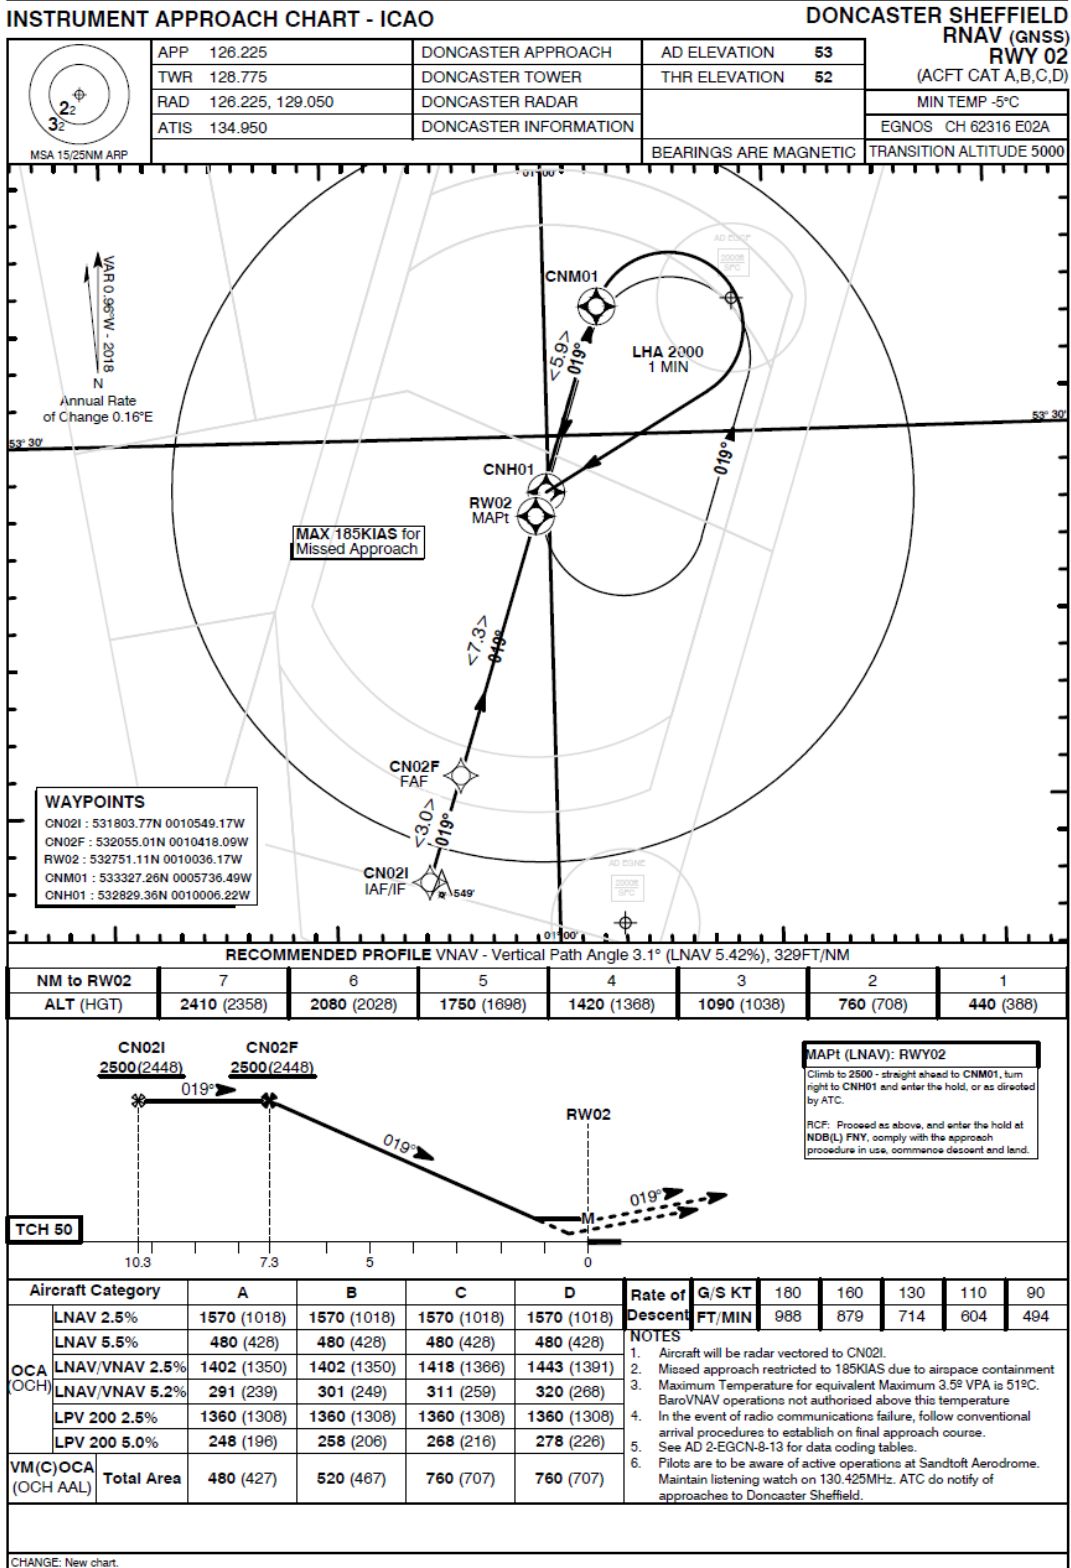 INSTRUMENT APPROACH CHART - ICAO
DONCASTER SHEFFIELD
RNAV (GNSS)
RWY 02
(ACFT CAT A,B,C,D)
APP 126.225 DONCASTER APPROACH AD ELEVATION 53
TWR 128.775 DONCASTER TOWER THR ELEVATION 52
RAD 126.225, 129.050 DONCASTER RADAR MIN TEMP -5°C
ATIS 134.950 DONCASTER INFORMATION EGNOS CH 62316 E02A
BEARINGS ARE MAGNETIC TRANSITION ALTITUDE 5000
22
32
MSA 15/25NM ARP
01°00'
AD EGCF
2000ft
SFC
VAR 0.96°W - 2018
N
Annual Rate
of Change 0.16°E
CNM01
<5.9>
019°
LHA 2000
1 MIN
53° 30'
53° 30'
019°
CNH01
RW02
MAPt
MAX 185KIAS for
Missed Approach
<7.3>
019°
CN02F
FAF
<3.0>
019°
CN02I
IAF/IF
549'
AD EGNE
2000ft
SFC
01°00'
WAYPOINTS
CN02I : 531803.77N 0010549.17W
CN02F : 532055.01N 0010418.09W
RW02 : 532751.11N 0010036.17W
CNM01 : 533327.26N 0005736.49W
CNH01 : 532829.36N 0010006.22W
RECOMMENDED PROFILE VNAV - Vertical Path Angle 3.1° (LNAV 5.42%), 329FT/NM
NM to RW02 7 6 5 4 3 2 1
ALT (HGT) 2410 (2358) 2080 (2028) 1750 (1698) 1420 (1368) 1090 (1038) 760 (708) 440 (388)
CN02I CN02F
2500(2448) 2500(2448)
019°
019°
RW02
M
019°
TCH 50
10.3 7.3 5 0
MAPt (LNAV): RWY02
Climb to 2500 - straight ahead to CNM01, turn
right to CNH01 and enter the hold, or as directed
by ATC.
RCF: Proceed as above, and enter the hold at
NDB(L) FNY, comply with the approach
procedure in use, commence descent and land.
Aircraft Category A B C D
OCA
(OCH)
LNAV 2.5% 1570 (1018) 1570 (1018) 1570 (1018) 1570 (1018)
LNAV 5.5% 480 (428) 480 (428) 480 (428) 480 (428)
LNAV/VNAV 2.5% 1402 (1350) 1402 (1350) 1418 (1366) 1443 (1391)
LNAV/VNAV 5.2% 291 (239) 301 (249) 311 (259) 320 (268)
LPV 200 2.5% 1360 (1308) 1360 (1308) 1360 (1308) 1360 (1308)
LPV 200 5.0% 248 (196) 258 (206) 268 (216) 278 (226)
VM(C)OCA
(OCH AAL)
Total Area 480 (427) 520 (467) 760 (707) 760 (707)
Rate of
Descent
G/S KT 180 160 130 110 90
FT/MIN 988 879 714 604 494
NOTES
1. Aircraft will be radar vectored to CN02I.
2. Missed approach restricted to 185KIAS due to airspace containment
3. Maximum Temperature for equivalent Maximum 3.5º VPA is 51ºC.
BaroVNAV operations not authorised above this temperature
4. In the event of radio communications failure, follow conventional
arrival procedures to establish on final approach course.
5. See AD 2-EGCN-8-13 for data coding tables.
6. Pilots are to be aware of active operations at Sandtoft Aerodrome.
Maintain listening watch on 130.425MHz. ATC do notify of
approaches to Doncaster Sheffield.
CHANGE: New chart.